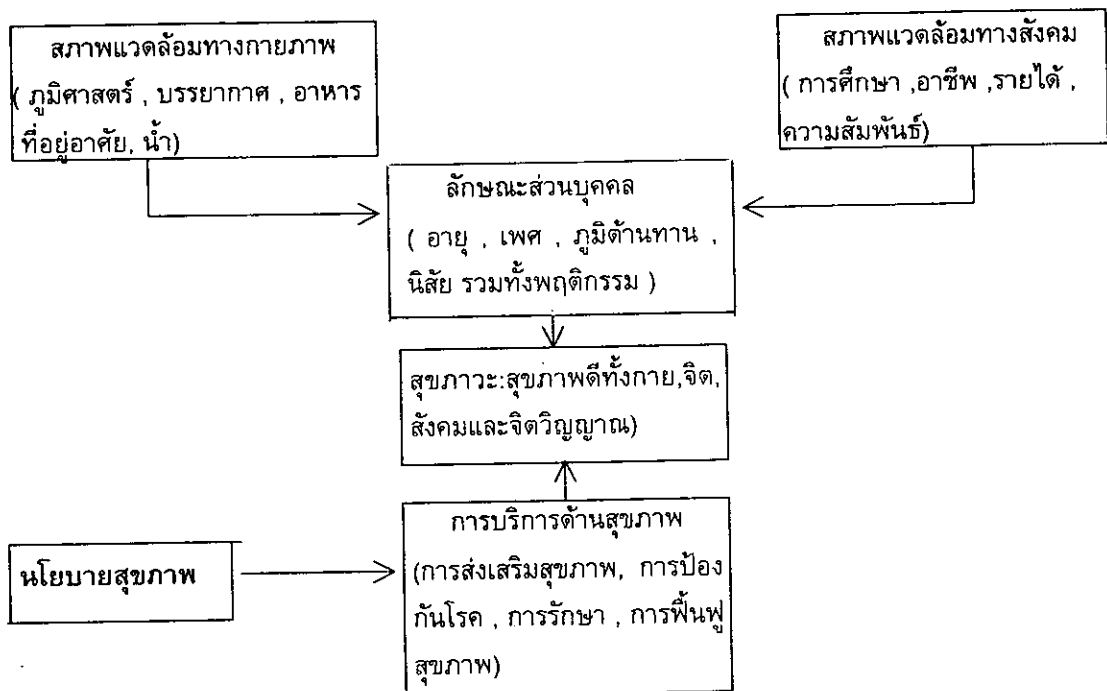 สภาพแวดล้อมทางกายภาพ
( ภูมิศาสตร์ , บรรยากาศ , อาหาร
ที่อยู่อาศัย, น้ำ)
สภาพแวดล้อมทางสังคม
( การศึกษา ,อาชีพ ,รายได้ ,
ความสัมพันธ์)
ลักษณะส่วนบุคคล
( อายุ , เพศ , ภูมิต้านทาน ,
นิสัย รวมทั้งพฤติกรรม )
สุขภาวะ:สุขภาพดีทั้งกาย,จิต,
สังคมและจิตวิญญาณ)
การบริการด้านสุขภาพ
(การส่งเสริมสุขภาพ, การป้อง
กันโรค , การรักษา , การฟื้นฟู
สุขภาพ)
นโยบายสุขภาพ